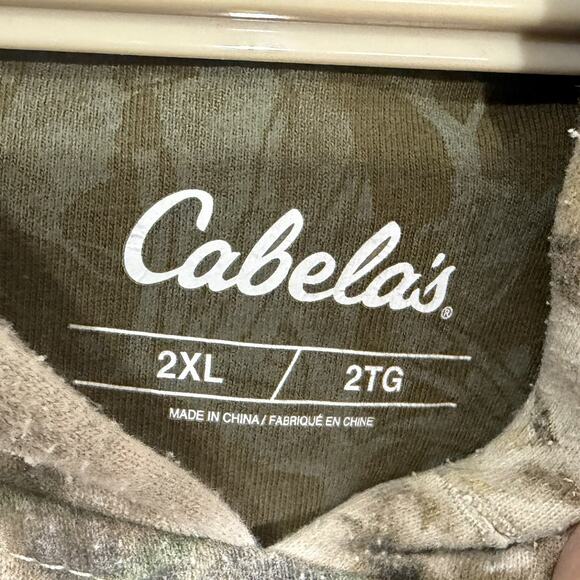 Cabela's®
2XL / 2TG
MADE IN CHINA / FABRIQUÉ EN CHINE